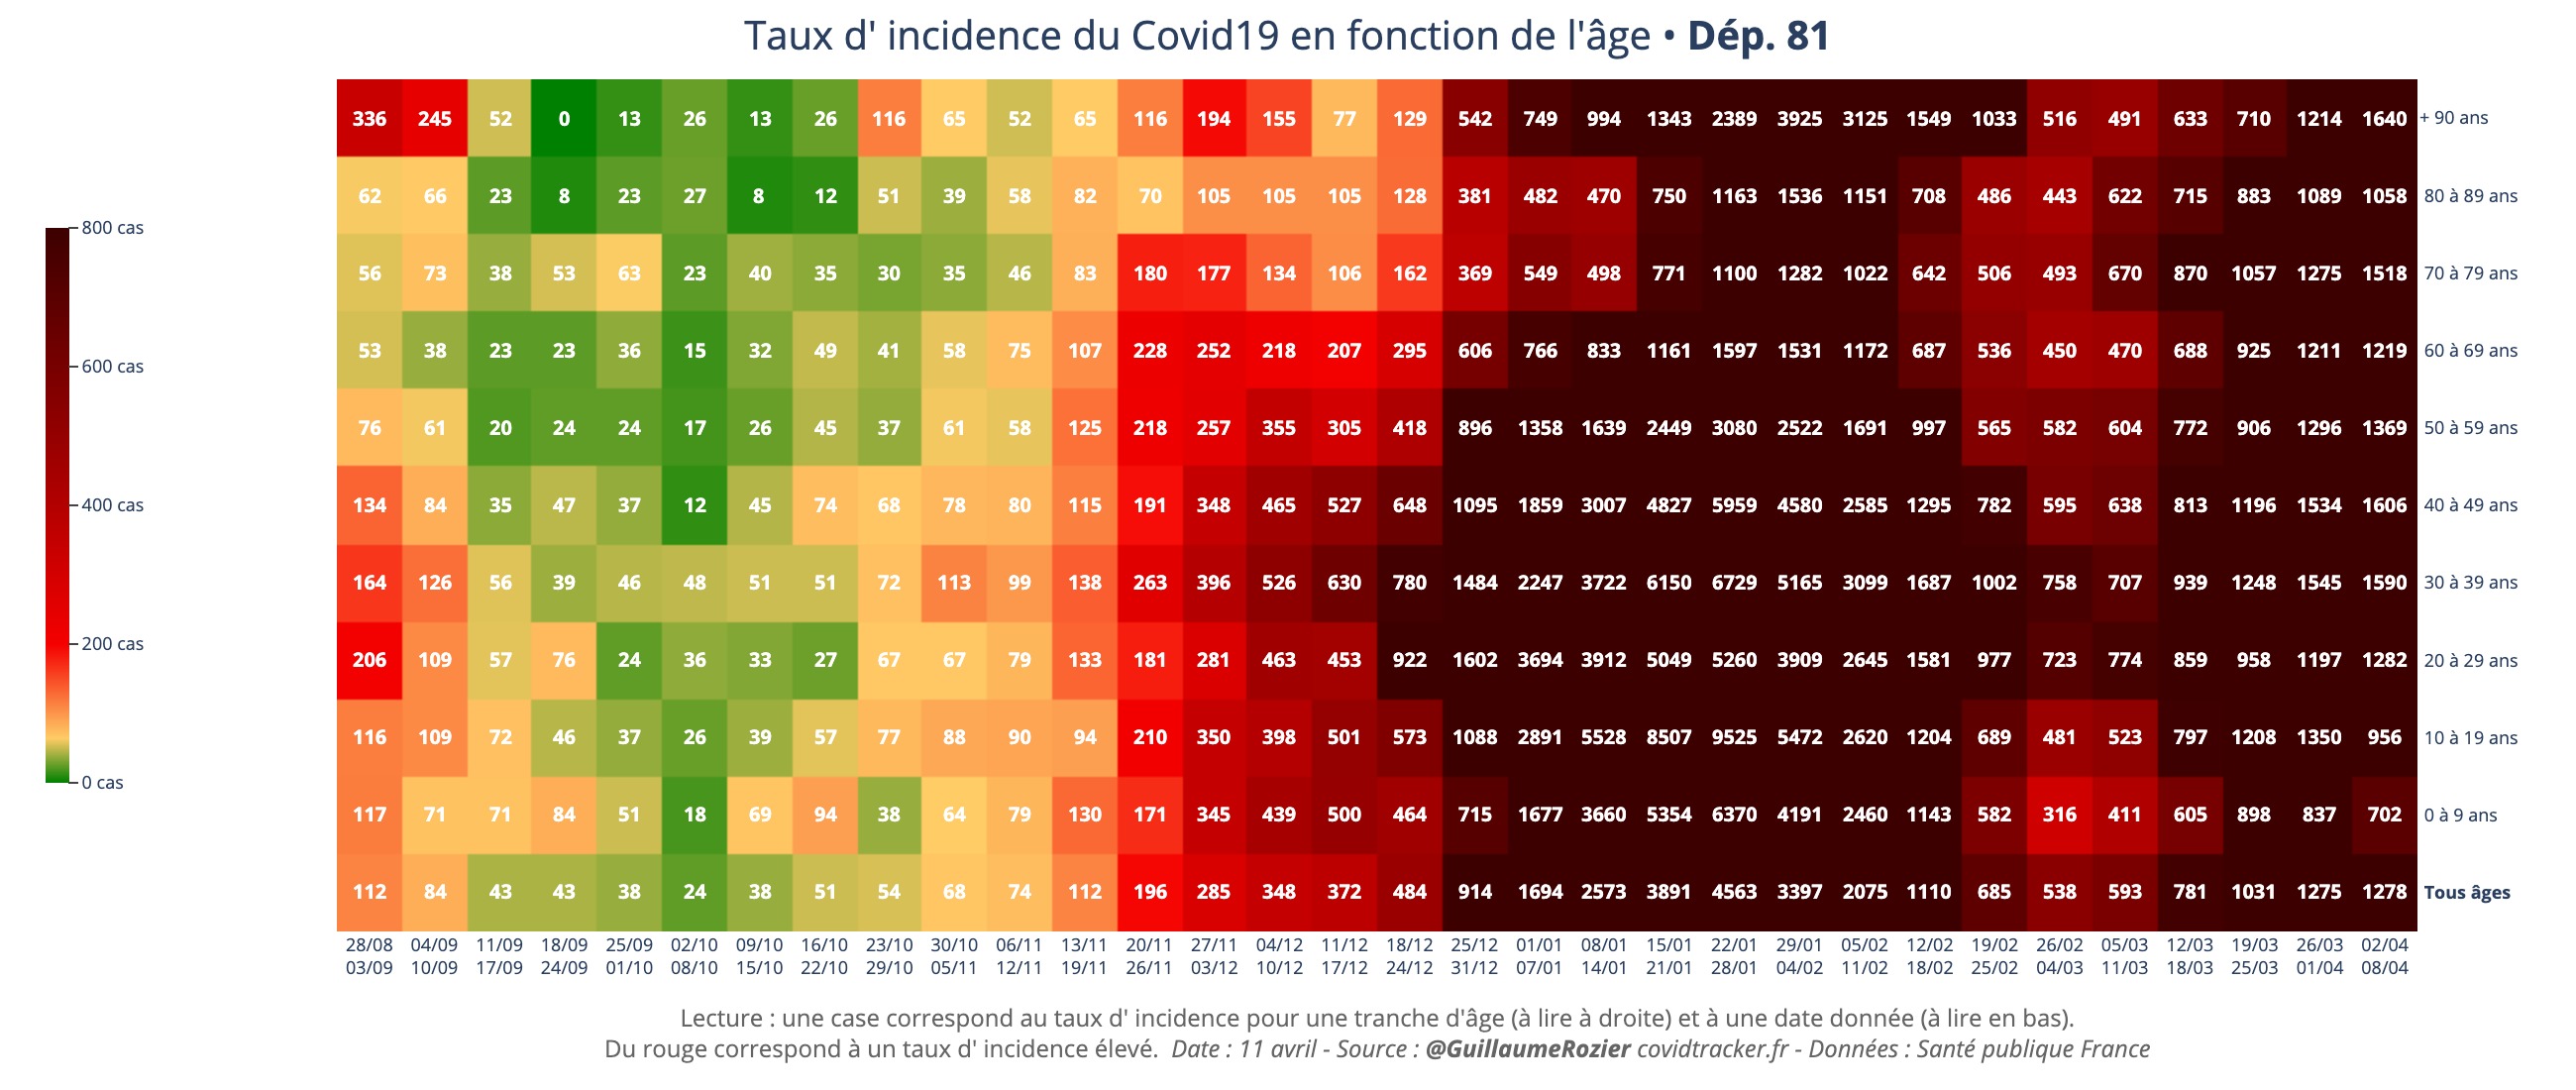 Taux d' incidence du Covid19 en fonction de l'âge • Dép. 81
336 245 52 0 13 26 13 26 116 65 52 65 116 194 155 77 129 542 749 994 1343 2389 3925 3125 1549 1033 516 491 633 710 1214 1640 + 90 ans
62 66 23 8 23 27 8 12 51 39 58 82 70 105 105 105 128 381 482 470 750 1163 1536 1151 708 486 443 622 715 883 1089 1058 80 à 89 ans
800 cas
56 73 38 53 63 23 40 35 30 35 46 83 180 177 134 106 162 369 549 498 771 1100 1282 1022 642 506 493 670 870 1057 1275 1518 70 à 79 ans
53 38 23 23 36 15 32 49 41 58 75 107 228 252 218 207 295 606 766 833 1161 1597 1531 1172 687 536 450 470 688 925 1211 1219 60 à 69 ans
600 cas
76 61 20 24 24 17 26 45 37 61 58 125 218 257 355 305 418 896 1358 1639 2449 3080 2522 1691 997 565 582 604 772 906 1296 1369 50 à 59 ans
400 cas
134 84 35 47 37 12 45 74 68 78 80 115 191 348 465 527 648 1095 1859 3007 4827 5959 4580 2585 1295 782 595 638 813 1196 1534 1606 40 à 49 ans
164 126 56 39 46 48 51 51 72 113 99 138 263 396 526 630 780 1484 2247 3722 6150 6729 5165 3099 1687 1002 758 707 939 1248 1545 1590 30 à 39 ans
200 cas
206 109 57 76 24 36 33 27 67 67 79 133 181 281 463 453 922 1602 3694 3912 5049 5260 3909 2645 1581 977 723 774 859 958 1197 1282 20 à 29 ans
116 109 72 46 37 26 39 57 77 88 90 94 210 350 398 501 573 1088 2891 5528 8507 9525 5472 2620 1204 689 481 523 797 1208 1350 956 10 à 19 ans
0 cas
117 71 71 84 51 18 69 94 38 64 79 130 171 345 439 500 464 715 1677 3660 5354 6370 4191 2460 1143 582 316 411 605 898 837 702 0 à 9 ans
112 84 43 43 38 24 38 51 54 68 74 112 196 285 348 372 484 914 1694 2573 3891 4563 3397 2075 1110 685 538 593 781 1031 1275 1278 Tous âges
28/08 04/09 11/09 18/09 25/09 02/10 09/10 16/10 23/10 30/10 06/11 13/11 20/11 27/11 04/12 11/12 18/12 25/12 01/01 08/01 15/01 22/01 29/01 05/02 12/02 19/02 26/02 05/03 12/03 19/03 26/03 02/04
03/09 10/09 17/09 24/09 01/10 08/10 15/10 22/10 29/10 05/11 12/11 19/11 26/11 03/12 10/12 17/12 24/12 31/12 07/01 14/01 21/01 28/01 04/02 11/02 18/02 25/02 04/03 11/03 18/03 25/03 01/04 08/04
Lecture : une case correspond au taux d' incidence pour une tranche d'âge (à lire à droite) et à une date donnée (à lire en bas).
Du rouge correspond à un taux d' incidence élevé. Date : 11 avril - Source : @GuillaumeRozier covidtracker.fr - Données : Santé publique France